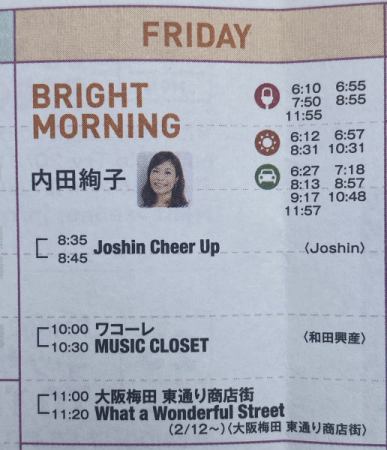 FRIDAY
BRIGHT
MORNING
内田絢子
6:10 6:55
7:50 8:55
11:55
6:12 6:57
8:31 10:31
6:27 7:18
8:13 8:57
9:17 10:48
11:57
8:35
8:45
Joshin Cheer Up 〈Joshin〉
10:00 ワコーレ
10:30 MUSIC CLOSET 〈和田興産〉
11:00 大阪梅田 東通り商店街
11:20 What a Wonderful Street
(2/12〜)〈大阪梅田 東通り商店街〉